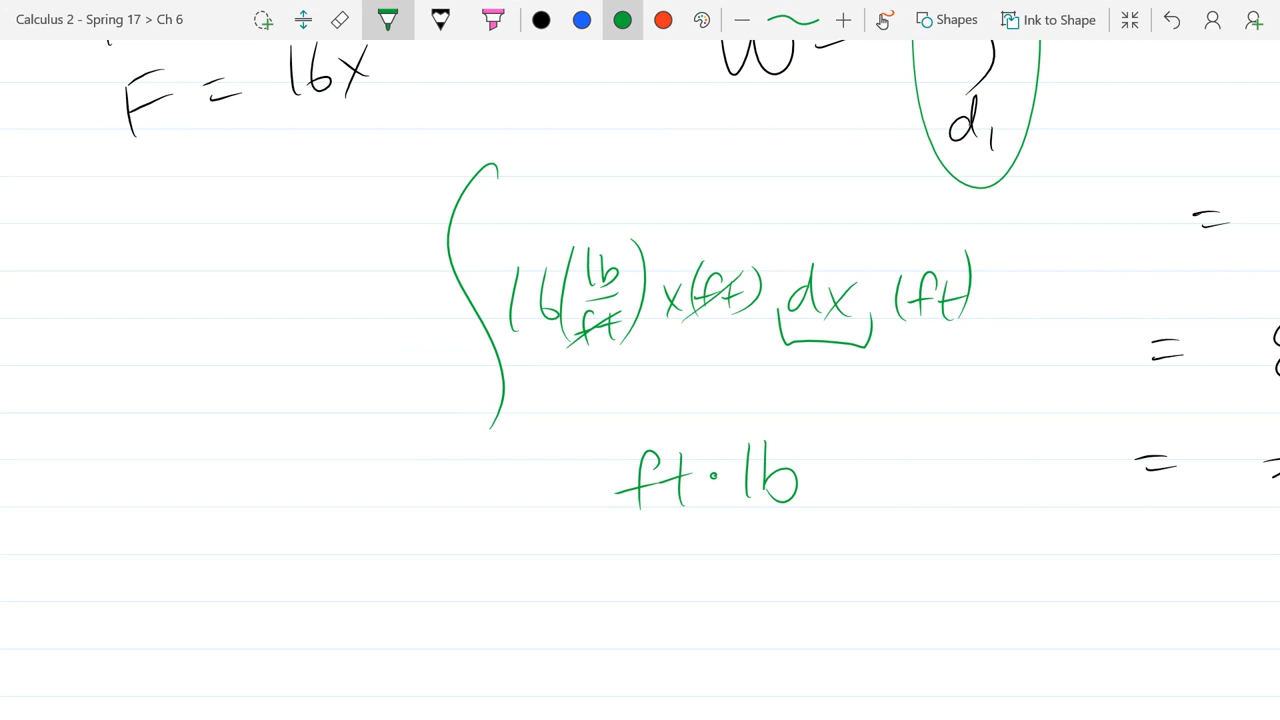 Calculus 2 - Spring 17 > Ch 6
Shapes
Ink to Shape
F = 16x
W =
d₁
=
∫ 16(lb/ft) x(ft) dx (ft)
=
ft · lb
=